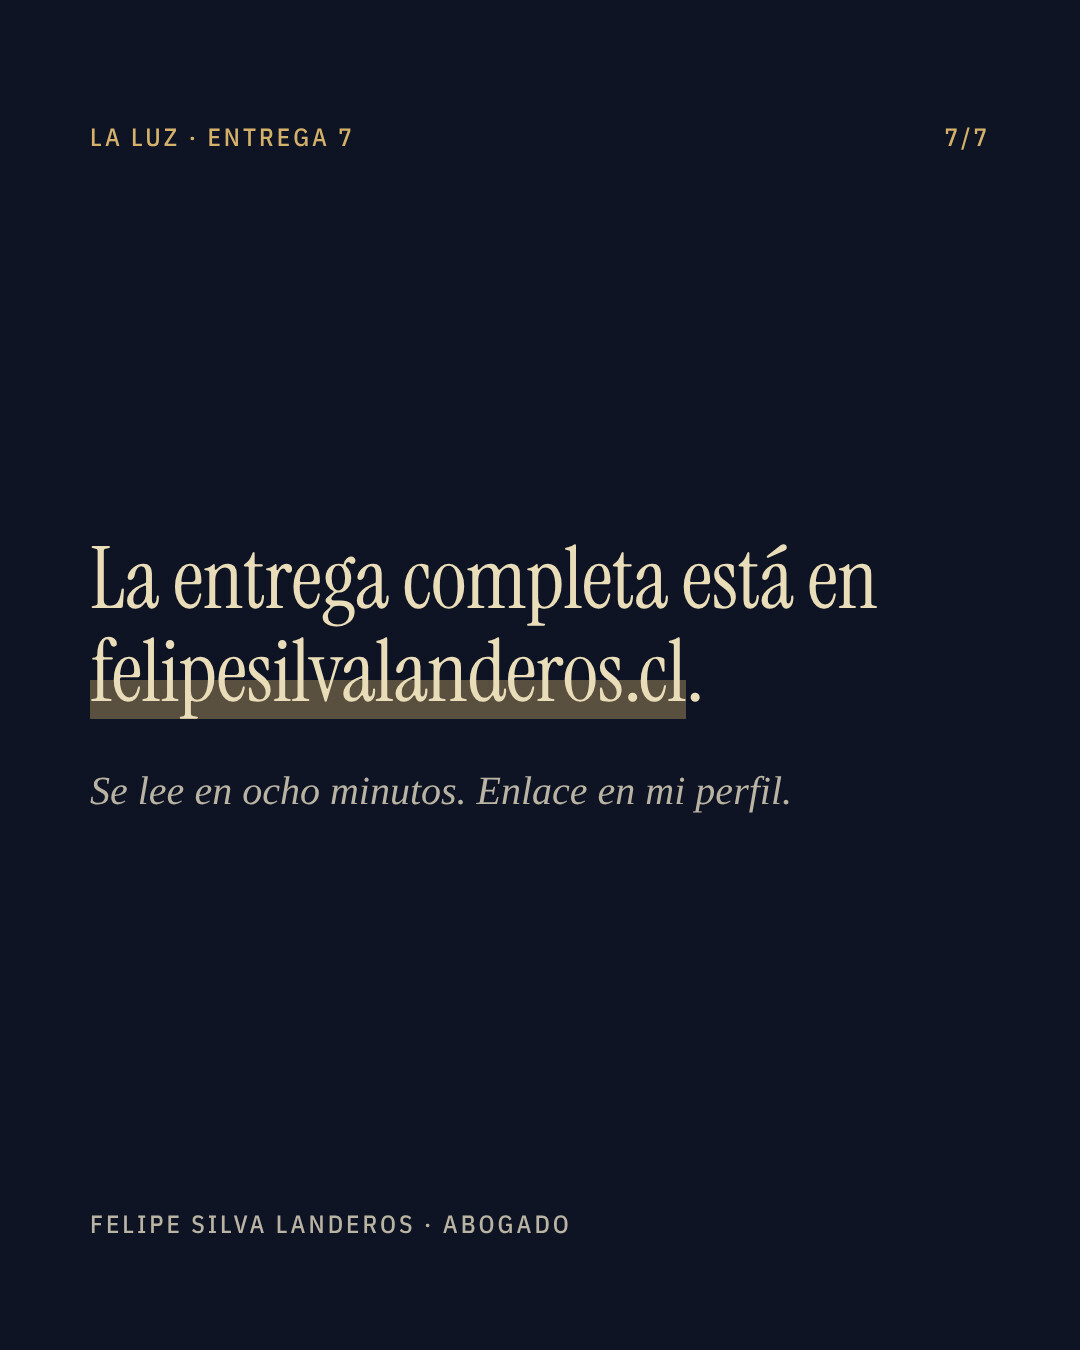 LA LUZ · ENTREGA 7
7/7
La entrega completa está en
felipesilvalanderos.cl.
Se lee en ocho minutos. Enlace en mi perfil.
FELIPE SILVA LANDEROS · ABOGADO